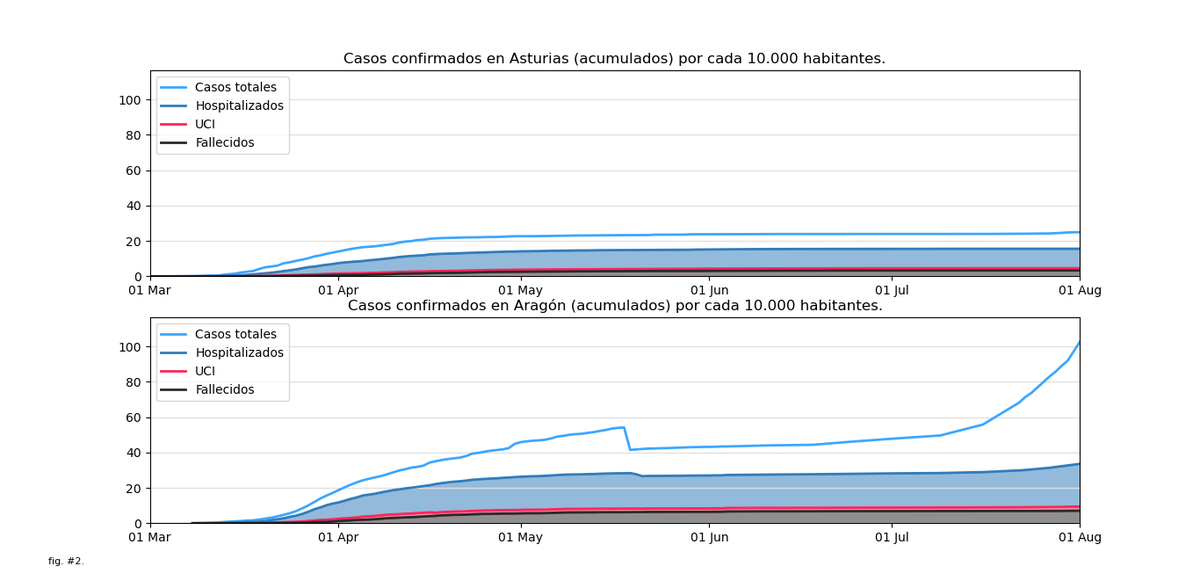 Casos confirmados en Asturias (acumulados) por cada 10.000 habitantes.
Casos totales
Hospitalizados
UCI
Fallecidos
100
80
60
40
20
0
01 Mar 01 Apr 01 May 01 Jun 01 Jul 01 Aug
Casos confirmados en Aragón (acumulados) por cada 10.000 habitantes.
Casos totales
Hospitalizados
UCI
Fallecidos
100
80
60
40
20
0
01 Mar 01 Apr 01 May 01 Jun 01 Jul 01 Aug
fig. #2.